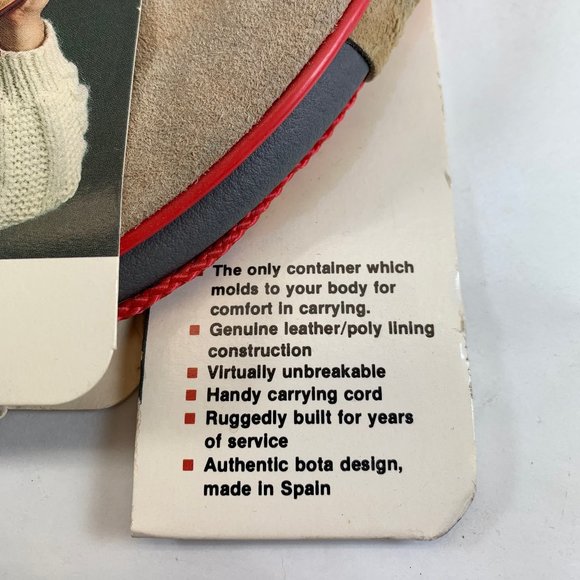 The only container which
molds to your body for
comfort in carrying.
Genuine leather/poly lining
construction
Virtually unbreakable
Handy carrying cord
Ruggedly built for years
of service
Authentic bota design,
made in Spain